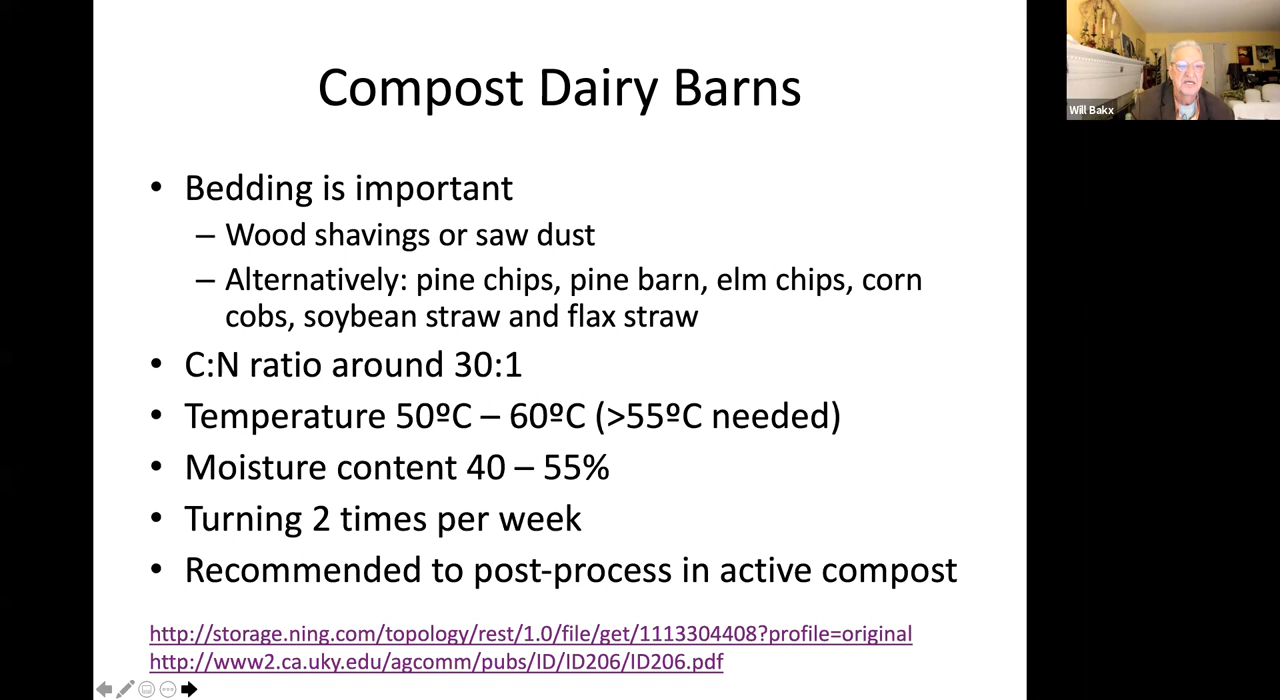 Compost Dairy Barns
• Bedding is important
– Wood shavings or saw dust
– Alternatively: pine chips, pine barn, elm chips, corn
cobs, soybean straw and flax straw
• C:N ratio around 30:1
• Temperature 50ºC – 60ºC (>55ºC needed)
• Moisture content 40 – 55%
• Turning 2 times per week
• Recommended to post-process in active compost
http://storage.ning.com/topology/rest/1.0/file/get/1113304408?profile=original
http://www2.ca.uky.edu/agcomm/pubs/ID/ID206/ID206.pdf
Will Bakx